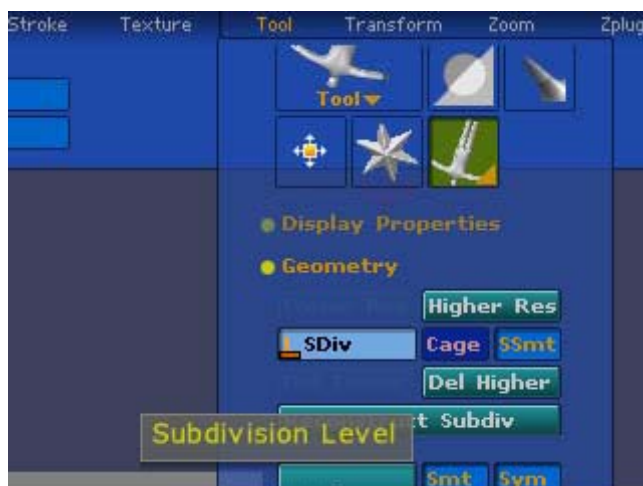 Stroke Texture Tool Transform Zoom Zplug
Tool
Display Properties
Geometry
Higher Res
SDiv Cage SSmt
Del Higher
Subdiv
Subdivision Level
Smt Sym